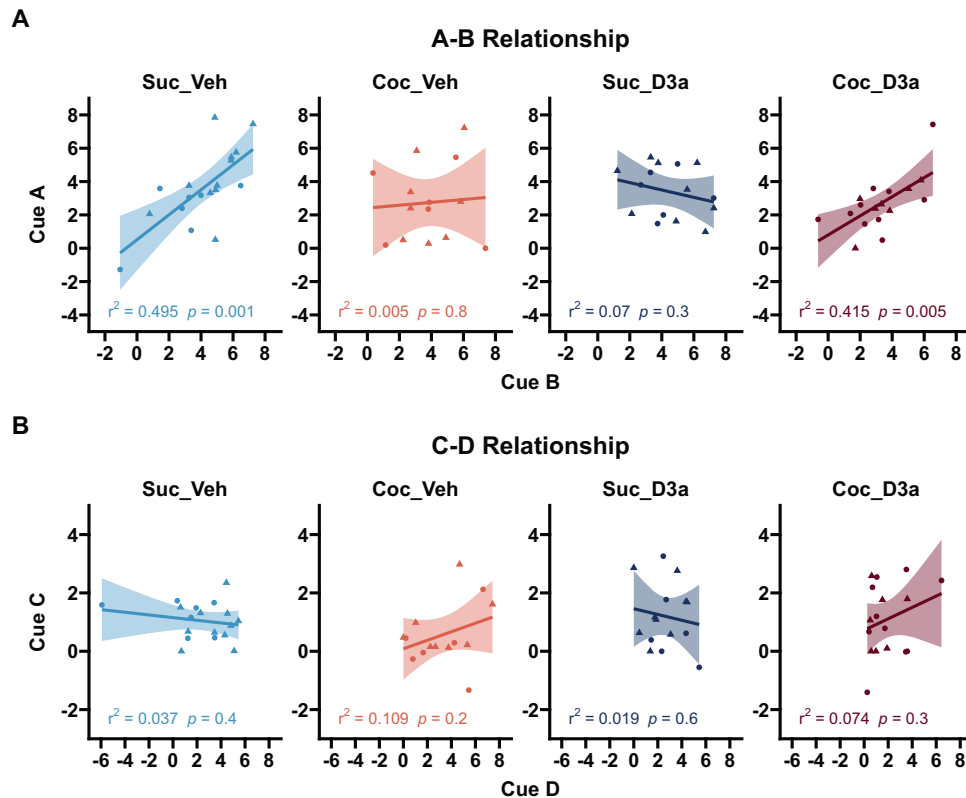 A
A-B Relationship
Suc_Veh Coc_Veh Suc_D3a Coc_D3a
Cue A
8
6
4
2
0
-2
-4
r² = 0.495 p = 0.001
r² = 0.005 p = 0.8
r² = 0.07 p = 0.3
r² = 0.415 p = 0.005
-2 0 2 4 6 8 -2 0 2 4 6 8 -2 0 2 4 6 8 -2 0 2 4 6 8
Cue B
B
C-D Relationship
Suc_Veh Coc_Veh Suc_D3a Coc_D3a
Cue C
4
2
0
-2
r² = 0.037 p = 0.4
r² = 0.109 p = 0.2
r² = 0.019 p = 0.6
r² = 0.074 p = 0.3
-6 -4 -2 0 2 4 6 8 -6 -4 -2 0 2 4 6 8 -6 -4 -2 0 2 4 6 8 -6 -4 -2 0 2 4 6 8
Cue D